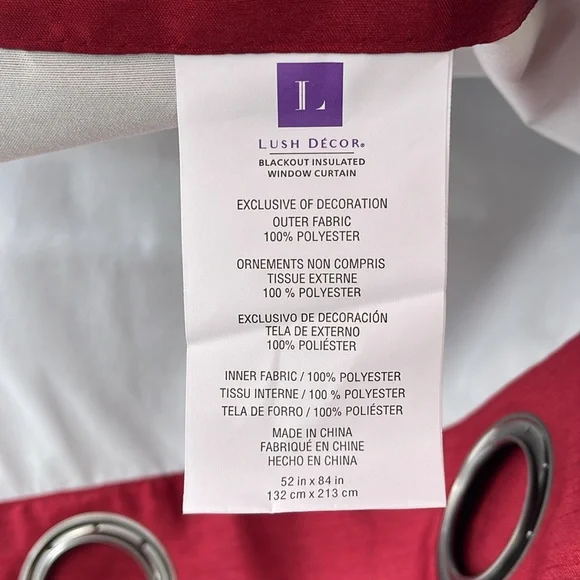 L
LUSH DÉCOR®
BLACKOUT INSULATED
WINDOW CURTAIN
EXCLUSIVE OF DECORATION
OUTER FABRIC
100% POLYESTER
ORNEMENTS NON COMPRIS
TISSUE EXTERNE
100 % POLYESTER
EXCLUSIVO DE DECORACIÓN
TELA DE EXTERNO
100% POLIÉSTER
INNER FABRIC / 100% POLYESTER
TISSU INTERNE / 100 % POLYESTER
TELA DE FORRO / 100% POLIÉSTER
MADE IN CHINA
FABRIQUÉ EN CHINE
HECHO EN CHINA
52 in x 84 in
132 cm x 213 cm